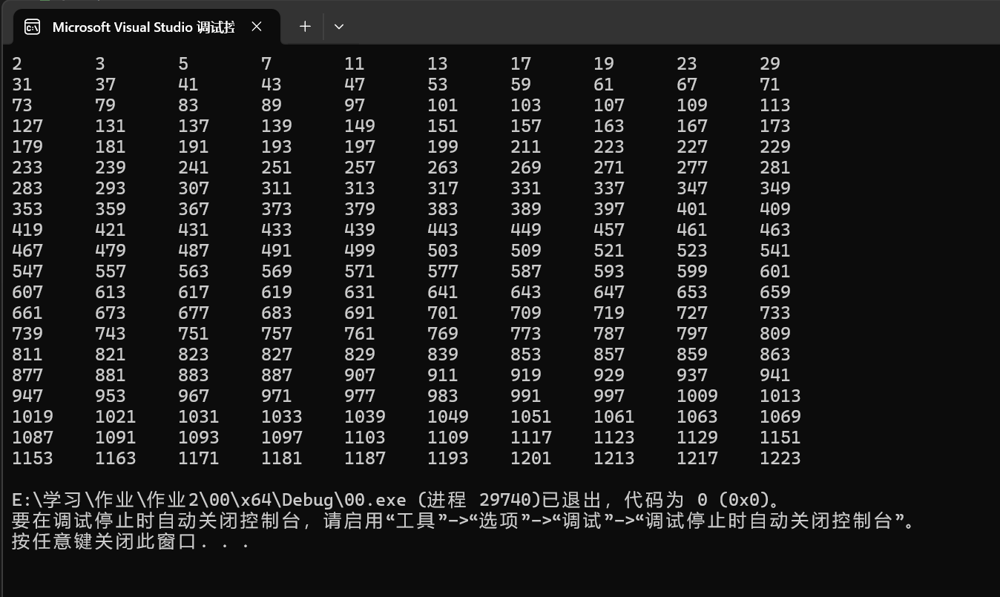 Microsoft Visual Studio 调试控
2 3 5 7 11 13 17 19 23 29
31 37 41 43 47 53 59 61 67 71
73 79 83 89 97 101 103 107 109 113
127 131 137 139 149 151 157 163 167 173
179 181 191 193 197 199 211 223 227 229
233 239 241 251 257 263 269 271 277 281
283 293 307 311 313 317 331 337 347 349
353 359 367 373 379 383 389 397 401 409
419 421 431 433 439 443 449 457 461 463
467 479 487 491 499 503 509 521 523 541
547 557 563 569 571 577 587 593 599 601
607 613 617 619 631 641 643 647 653 659
661 673 677 683 691 701 709 719 727 733
739 743 751 757 761 769 773 787 797 809
811 821 823 827 829 839 853 857 859 863
877 881 883 887 907 911 919 929 937 941
947 953 967 971 977 983 991 997 1009 1013
1019 1021 1031 1033 1039 1049 1051 1061 1063 1069
1087 1091 1093 1097 1103 1109 1117 1123 1129 1151
1153 1163 1171 1181 1187 1193 1201 1213 1217 1223
E:\学习\作业\作业2\00\x64\Debug\00.exe (进程 29740)已退出，代码为 0 (0x0)。
要在调试停止时自动关闭控制台，请启用“工具”->“选项”->“调试”->“调试停止时自动关闭控制台”。
按任意键关闭此窗口. . .